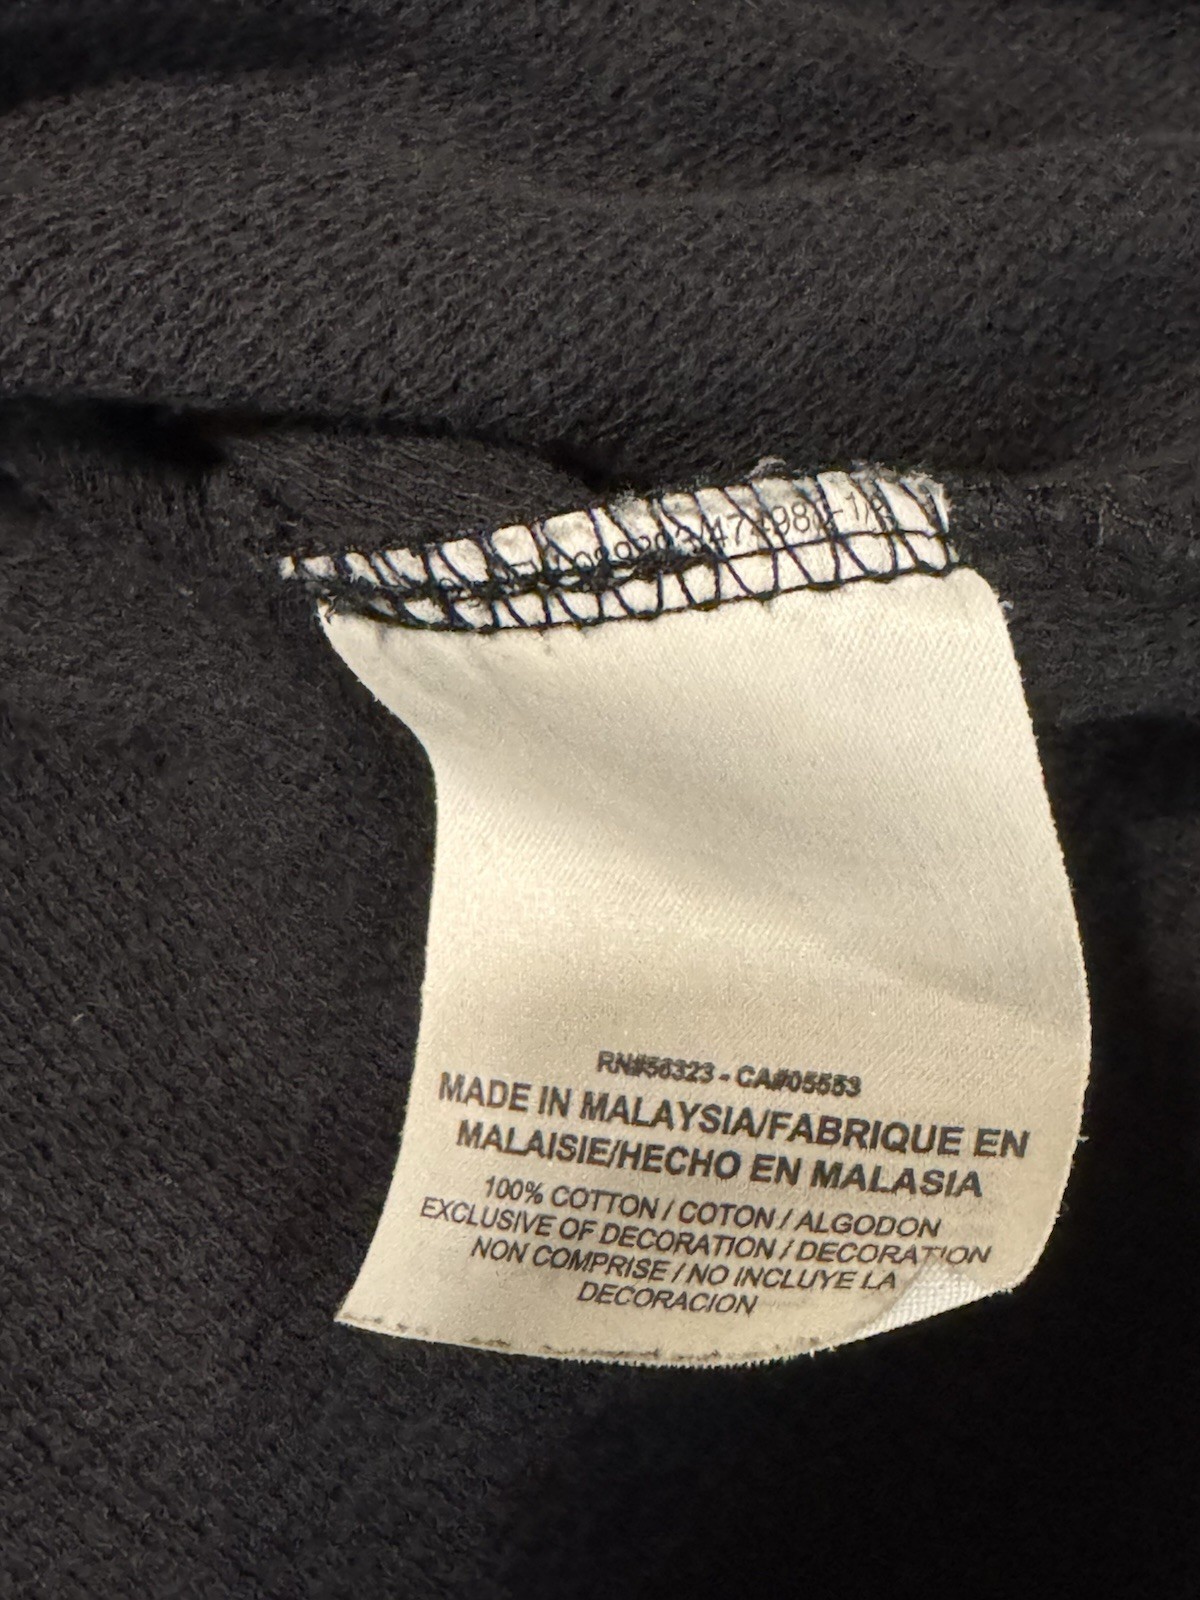 RN#56323 - CA#05553
MADE IN MALAYSIA/FABRIQUE EN
MALAISIE/HECHO EN MALASIA
100% COTTON / COTON / ALGODON
EXCLUSIVE OF DECORATION / DECORATION
NON COMPRISE / NO INCLUYE LA
DECORACION